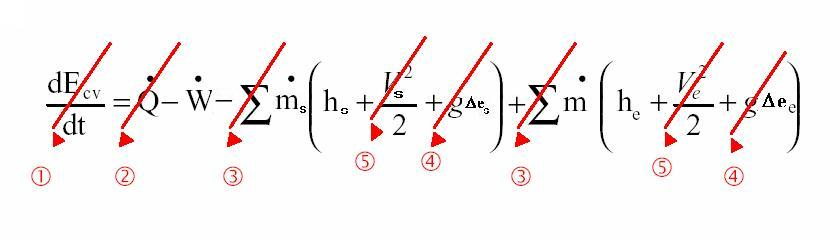 dE_cv/dt = Q̇ − Ẇ − ∑ ṁ_s ( h_s + V_s²/2 + gΔe_s ) + ∑ ṁ ( h_e + V_e²/2 + gΔe_e )
① ② ③ ⑤ ④ ③ ⑤ ④